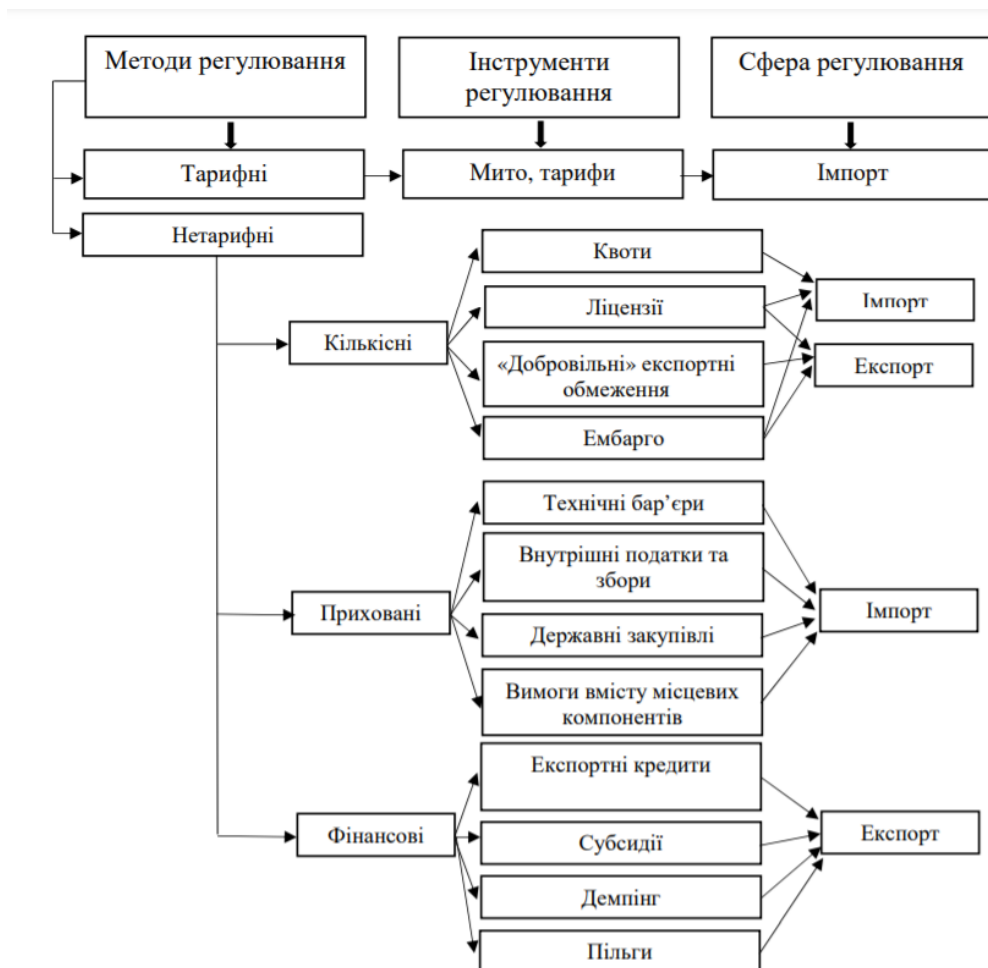 Методи регулювання
Інструменти
регулювання
Сфера регулювання
Тарифні
Мито, тарифи
Імпорт
Нетарифні
Кількісні
Квоти
Ліцензії
«Добровільні» експортні
обмеження
Ембарго
Імпорт
Експорт
Приховані
Технічні бар’єри
Внутрішні податки та
збори
Державні закупівлі
Вимоги вмісту місцевих
компонентів
Імпорт
Фінансові
Експортні кредити
Субсидії
Демпінг
Пільги
Експорт